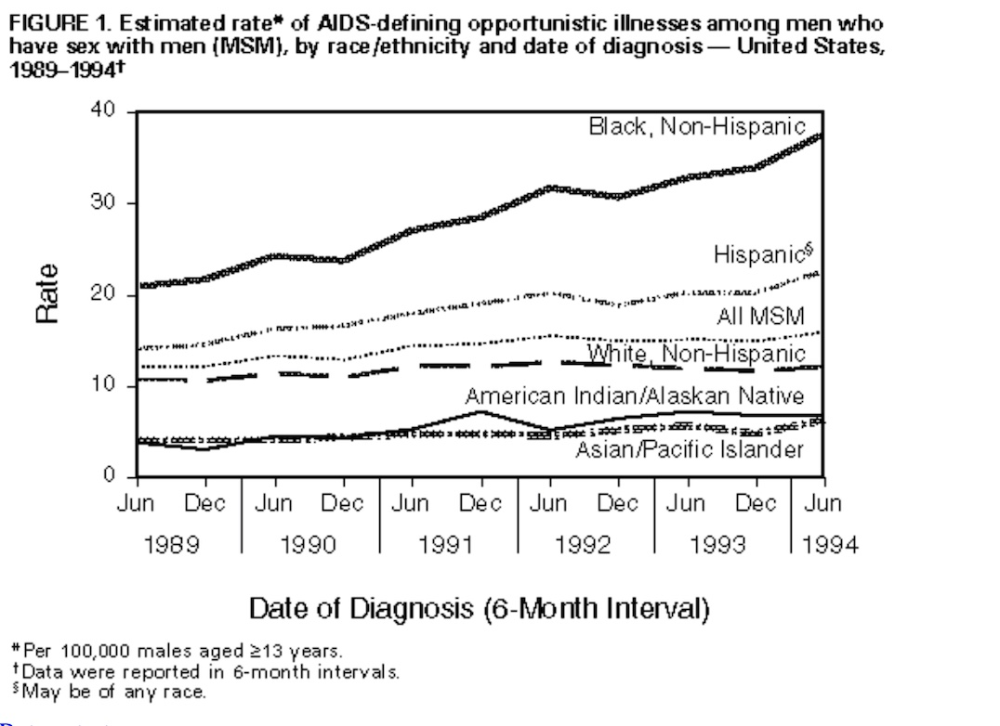 FIGURE 1. Estimated rate* of AIDS-defining opportunistic illnesses among men who
have sex with men (MSM), by race/ethnicity and date of diagnosis — United States,
1989–1994†
40
Black, Non-Hispanic
30
Hispanic§
Rate
20
All MSM
White, Non-Hispanic
10
American Indian/Alaskan Native
Asian/Pacific Islander
0
Jun Dec Jun Dec Jun Dec Jun Dec Jun Dec Jun
1989 1990 1991 1992 1993 1994
Date of Diagnosis (6-Month Interval)
*Per 100,000 males aged ≥13 years.
†Data were reported in 6-month intervals.
§May be of any race.